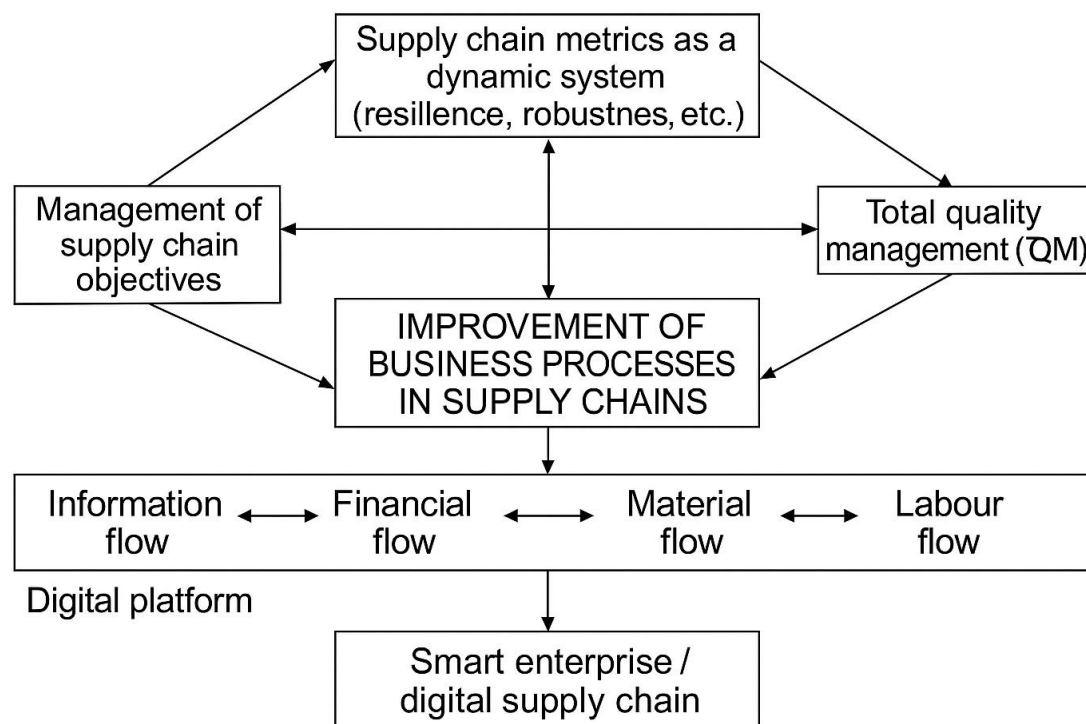 Supply chain metrics as a
dynamic system
(resillence, robustnes, etc.)
Management of
supply chain
objectives
Total quality
management (QM)
IMPROVEMENT OF
BUSINESS PROCESSES
IN SUPPLY CHAINS
Information
flow
Financial
flow
Material
flow
Labour
flow
Digital platform
Smart enterprise /
digital supply chain